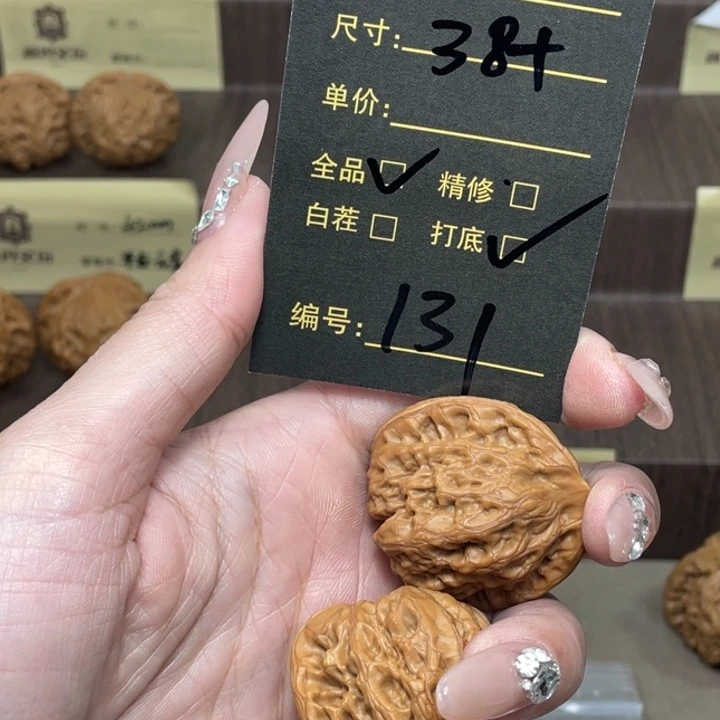 尺寸: 38+
单价:
全品 ✓ 精修 □
白茬 □ 打底 ✓
编号: 131